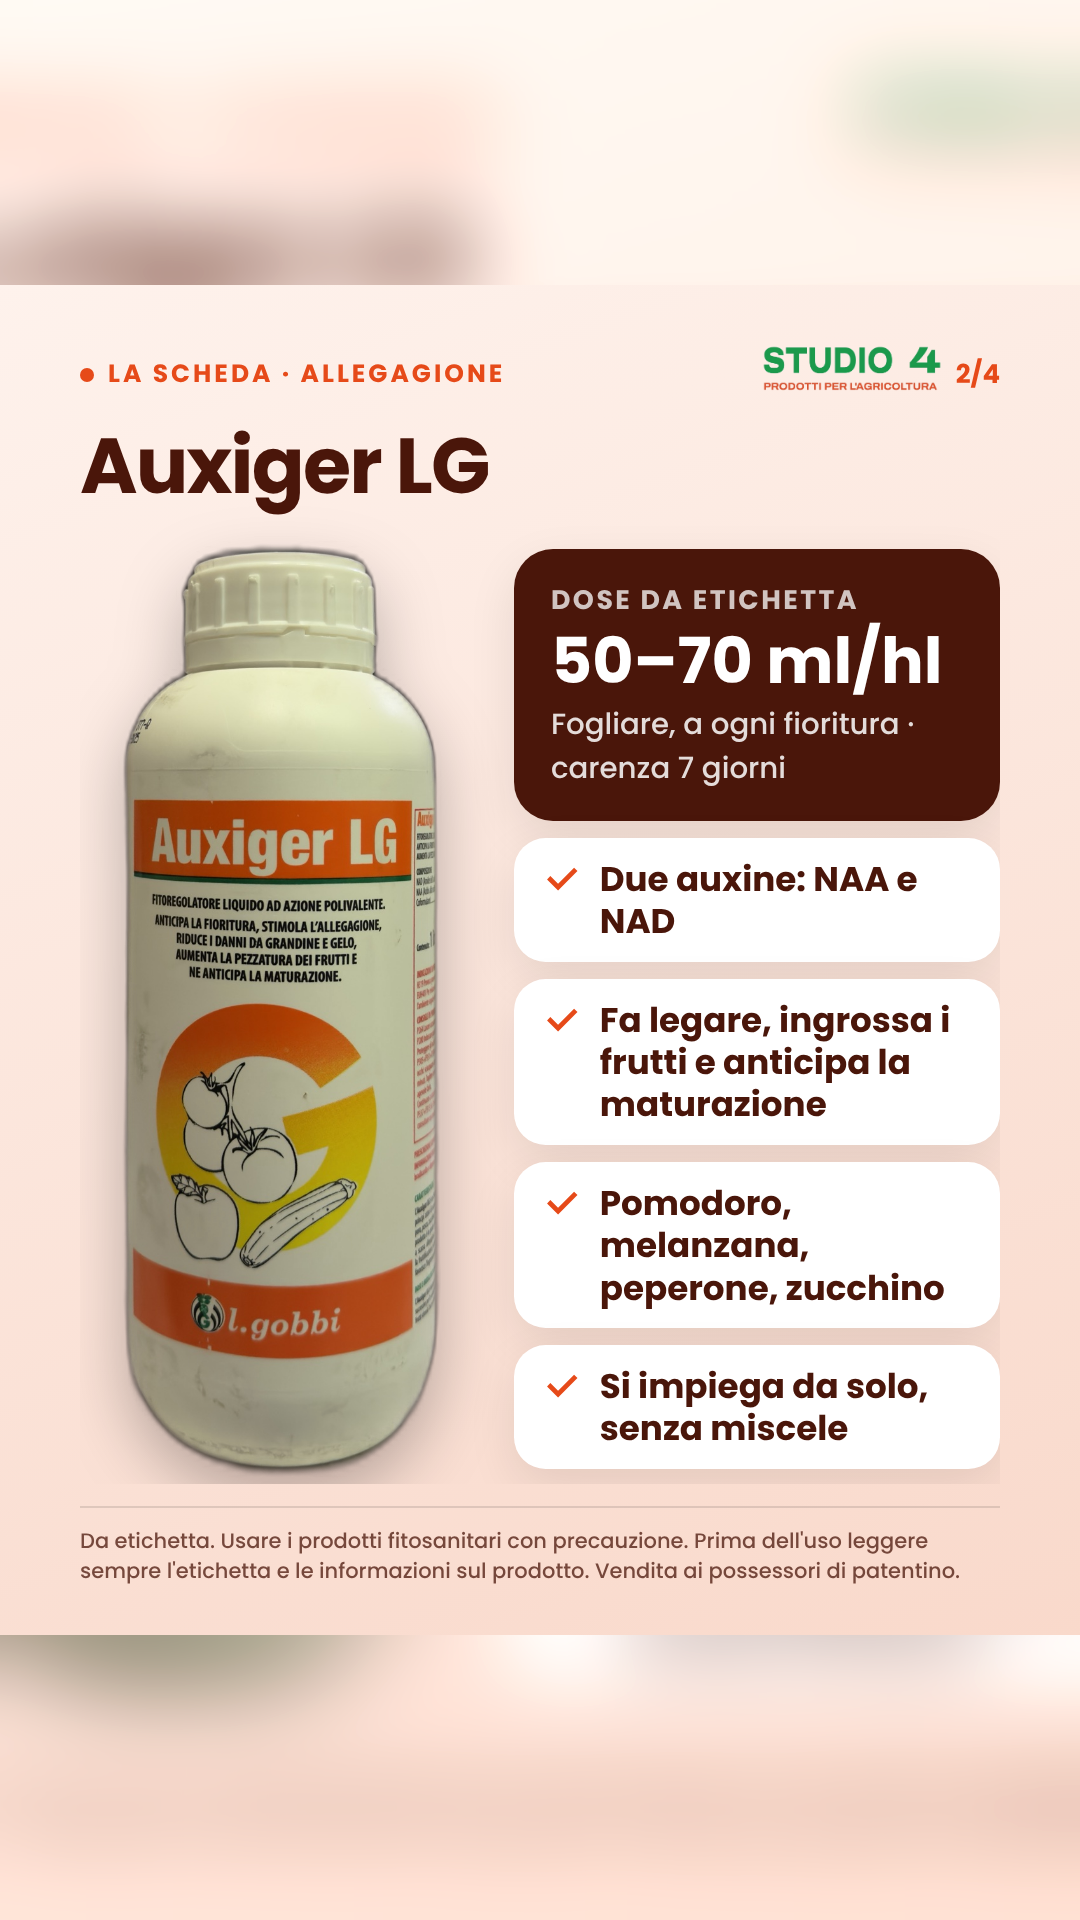 LA SCHEDA · ALLEGAGIONE
STUDIO 4
PRODOTTI PER L'AGRICOLTURA
2/4
Auxiger LG
Auxiger LG
FITOREGOLATORE LIQUIDO AD AZIONE POLIVALENTE.
ANTICIPA LA FIORITURA, STIMOLA L'ALLEGAGIONE,
RIDUCE I DANNI DA GRANDINE E GELO,
AUMENTA LA PEZZATURA DEI FRUTTI E
NE ANTICIPA LA MATURAZIONE.
l.gobbi
DOSE DA ETICHETTA
50–70 ml/hl
Fogliare, a ogni fioritura ·
carenza 7 giorni
Due auxine: NAA e
NAD
Fa legare, ingrossa i
frutti e anticipa la
maturazione
Pomodoro,
melanzana,
peperone, zucchino
Si impiega da solo,
senza miscele
Da etichetta. Usare i prodotti fitosanitari con precauzione. Prima dell'uso leggere
sempre l'etichetta e le informazioni sul prodotto. Vendita ai possessori di patentino.